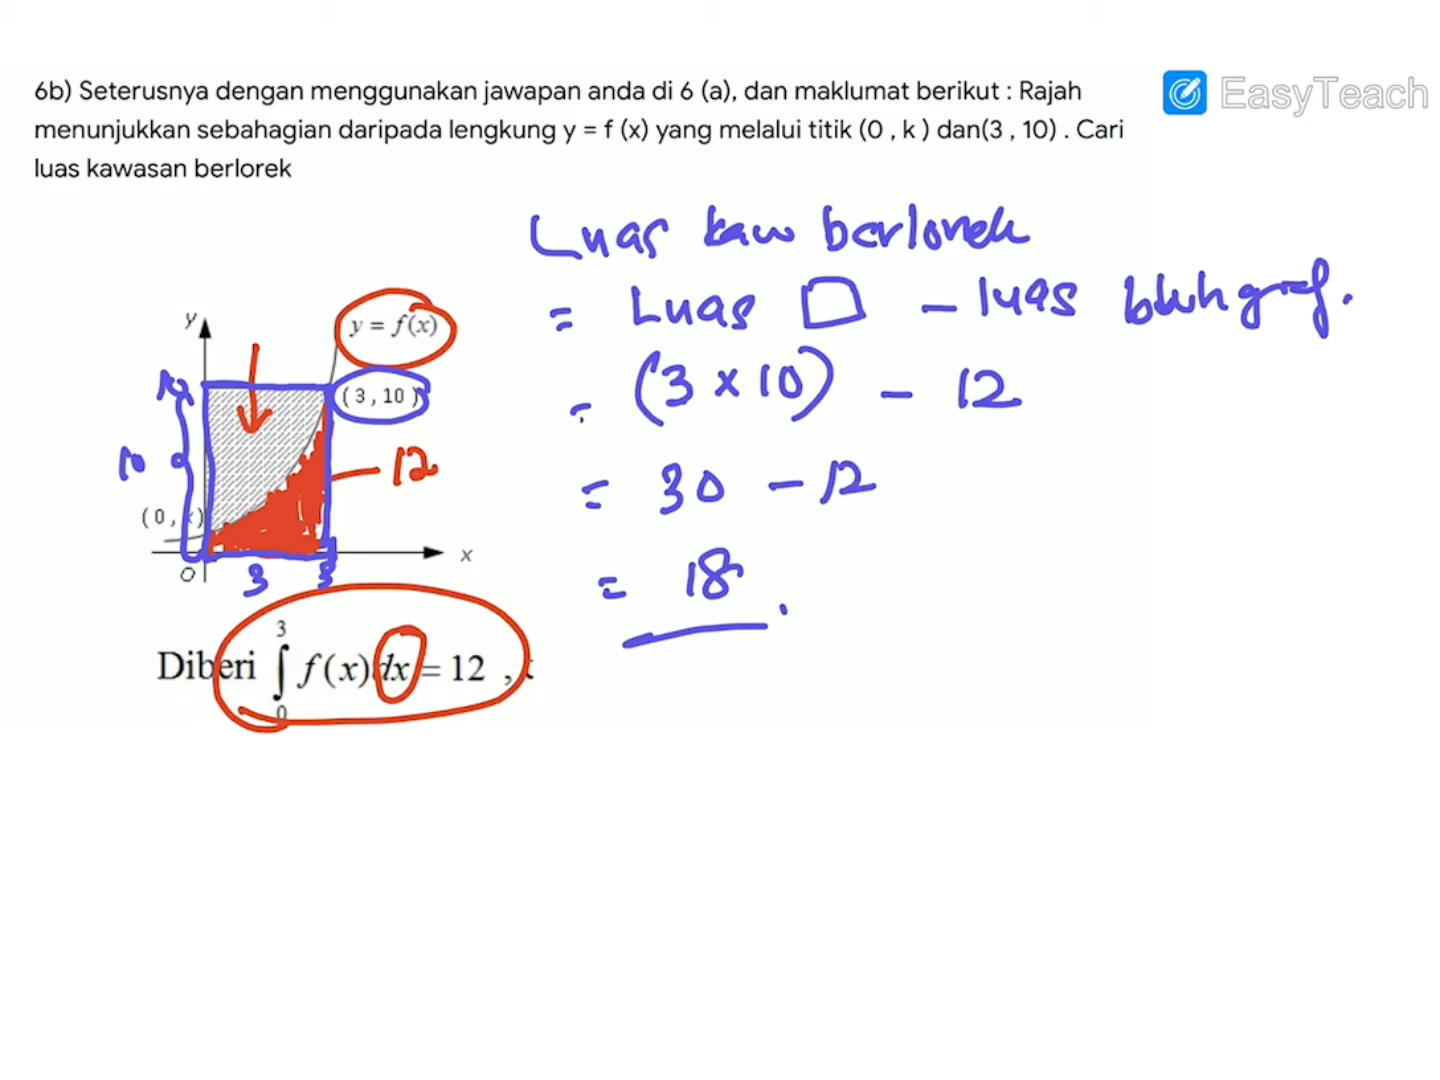 6b) Seterusnya dengan menggunakan jawapan anda di 6 (a), dan maklumat berikut : Rajah
menunjukkan sebahagian daripada lengkung y = f (x) yang melalui titik (0 , k ) dan(3 , 10) . Cari
luas kawasan berlorek
EasyTeach
Luas kaw berlorek
= Luas □ - luas bwh graf.
= (3 × 10) - 12
= 30 - 12
= 18
y
y = f(x)
(3, 10)
10
12
(0, k)
x
O
3
3
Diberi ∫₀³ f(x)dx = 12 ,